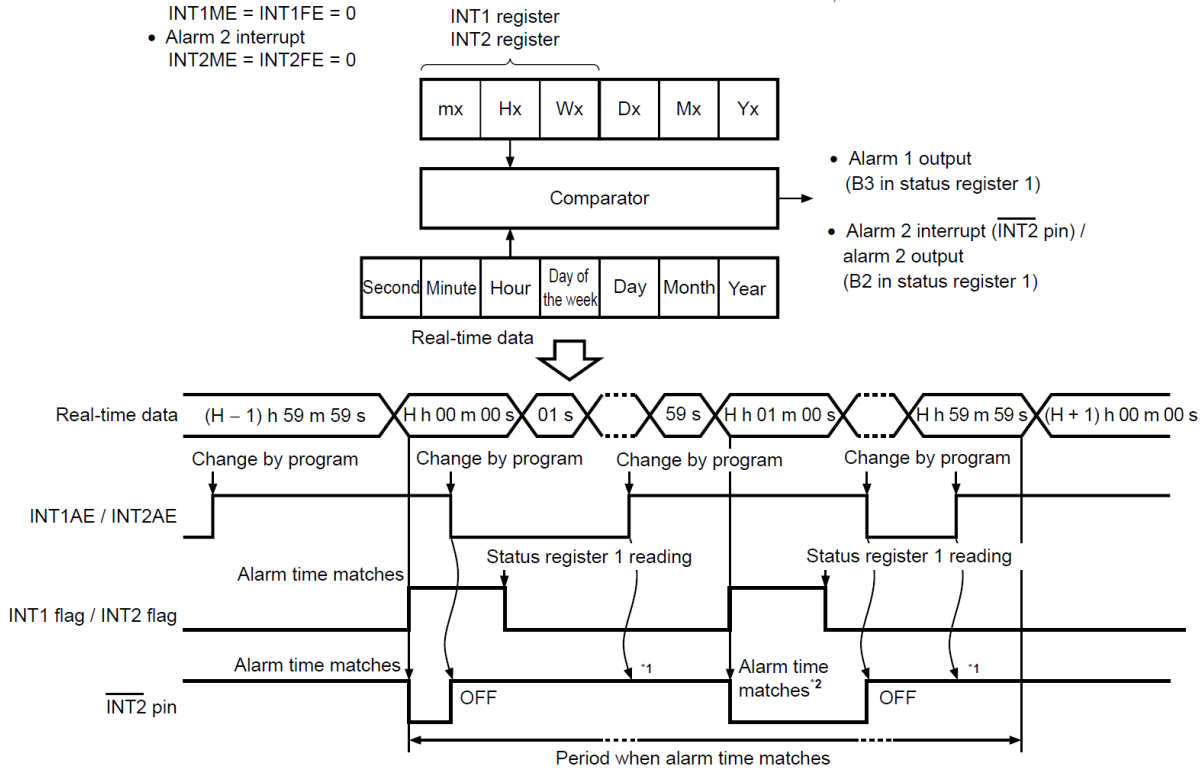 INT1ME = INT1FE = 0
• Alarm 2 interrupt
INT2ME = INT2FE = 0
INT1 register
INT2 register
mx Hx Wx Dx Mx Yx
Comparator
• Alarm 1 output
(B3 in status register 1)
• Alarm 2 interrupt (INT2 pin) /
alarm 2 output
(B2 in status register 1)
Second Minute Hour Day of the week Day Month Year
Real-time data
Real-time data (H − 1) h 59 m 59 s H h 00 m 00 s 01 s 59 s H h 01 m 00 s H h 59 m 59 s (H + 1) h 00 m 00 s
Change by program Change by program Change by program Change by program
INT1AE / INT2AE
Status register 1 reading Status register 1 reading
Alarm time matches
INT1 flag / INT2 flag
Alarm time matches *1 Alarm time matches*2 *1
INT2 pin OFF OFF
Period when alarm time matches